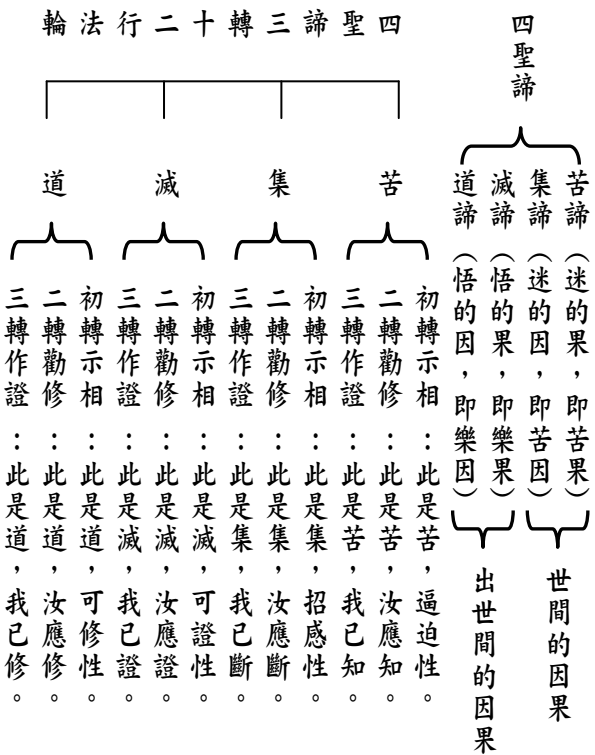 四聖諦
苦諦（迷的果，即苦果）
集諦（迷的因，即苦因）
滅諦（悟的果，即樂果）
道諦（悟的因，即樂因）
世間的因果
出世間的因果
四聖諦三轉十二行法輪
苦
初轉示相：此是苦，逼迫性。
二轉勸修：此是苦，汝應知。
三轉作證：此是苦，我已知。
集
初轉示相：此是集，招感性。
二轉勸修：此是集，汝應斷。
三轉作證：此是集，我已斷。
滅
初轉示相：此是滅，可證性。
二轉勸修：此是滅，汝應證。
三轉作證：此是滅，我已證。
道
初轉示相：此是道，可修性。
二轉勸修：此是道，汝應修。
三轉作證：此是道，我已修。